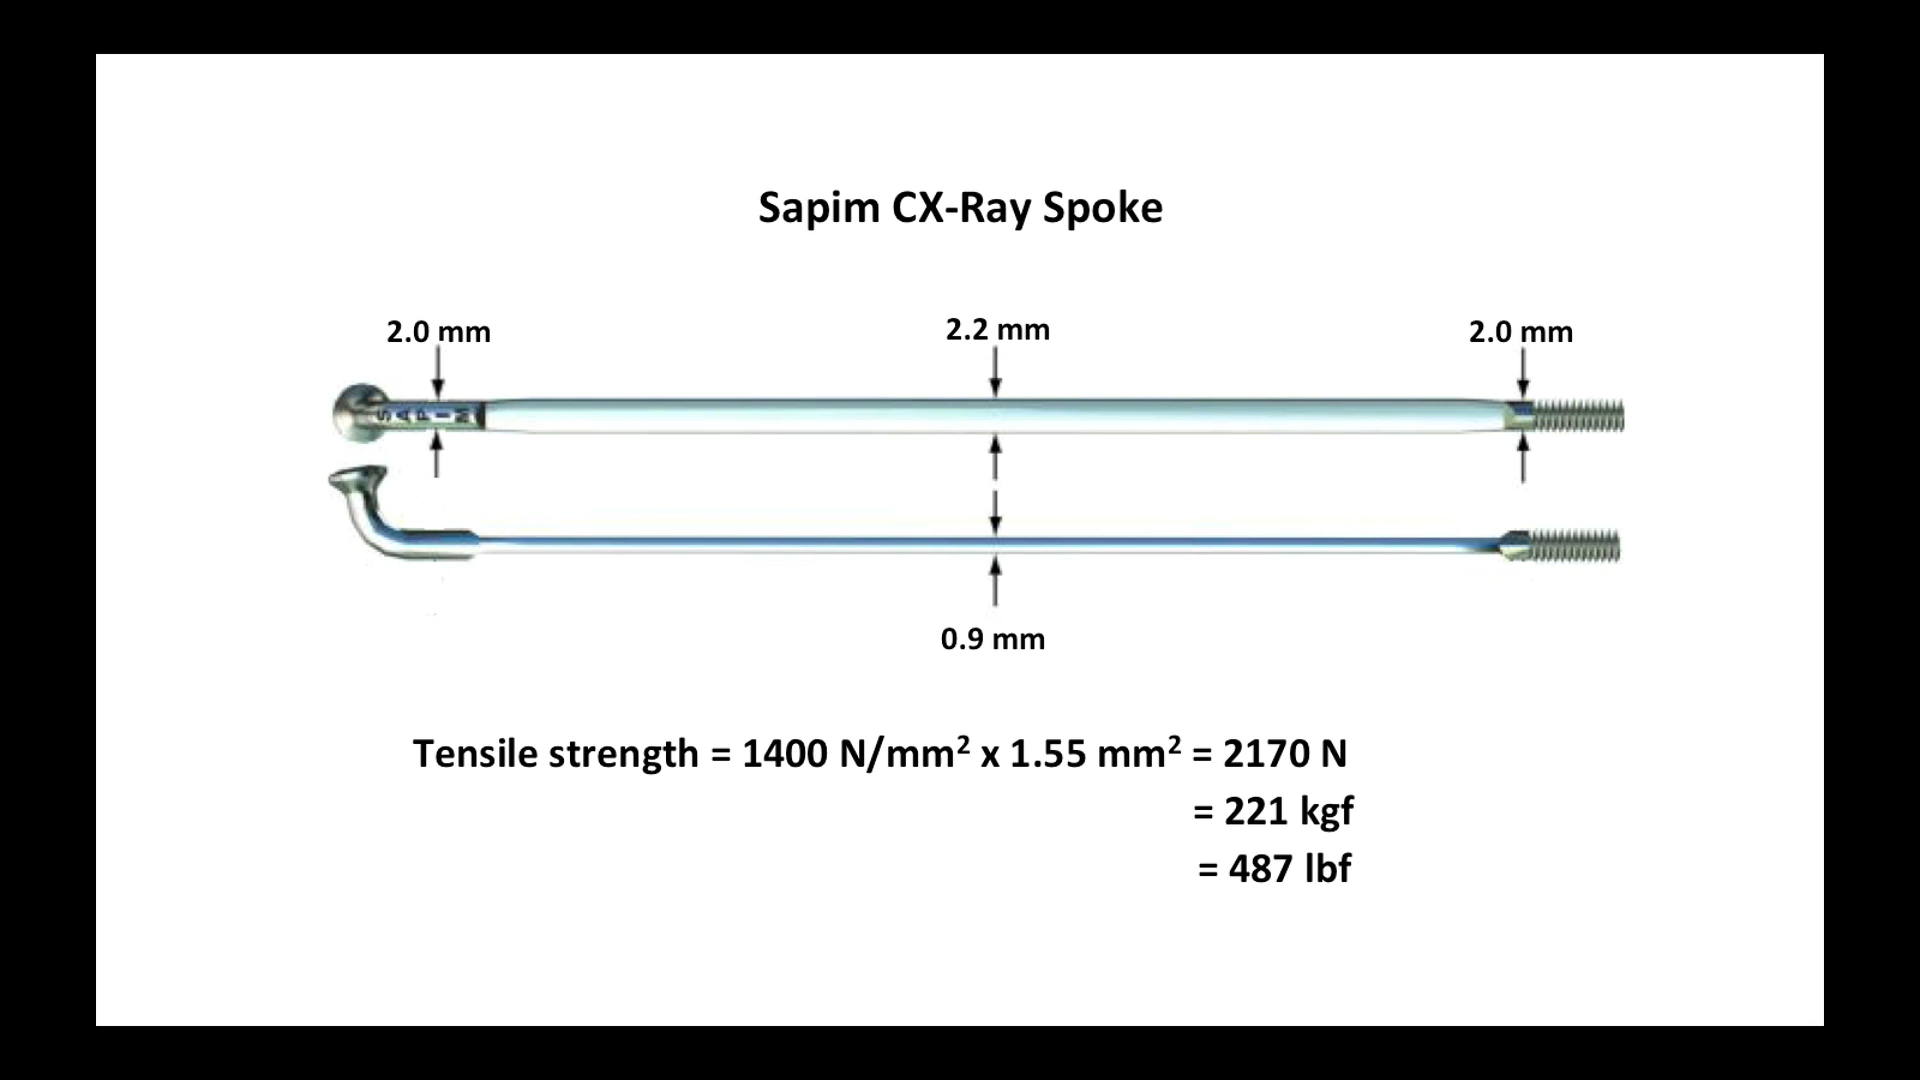 Sapim CX-Ray Spoke
2.0 mm
2.2 mm
2.0 mm
SAPIM
0.9 mm
Tensile strength = 1400 N/mm² x 1.55 mm² = 2170 N
= 221 kgf
= 487 lbf